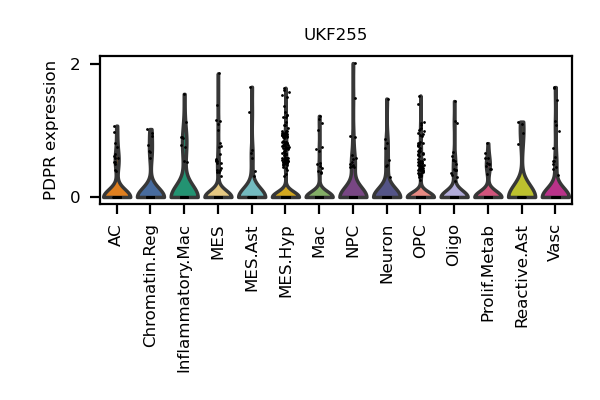 UKF255
PDPR expression
2
0
AC
Chromatin.Reg
Inflammatory.Mac
MES
MES.Ast
MES.Hyp
Mac
NPC
Neuron
OPC
Oligo
Prolif.Metab
Reactive.Ast
Vasc